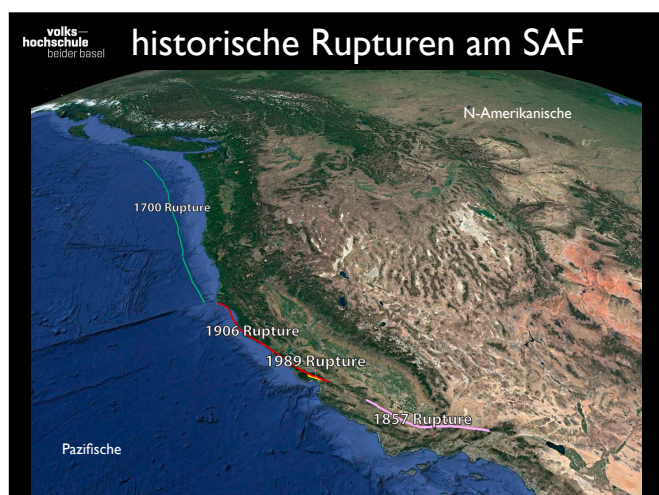 volks—
hochschule
beider basel
historische Rupturen am SAF
N-Amerikanische
1700 Rupture
1906 Rupture
1989 Rupture
1857 Rupture
Pazifische